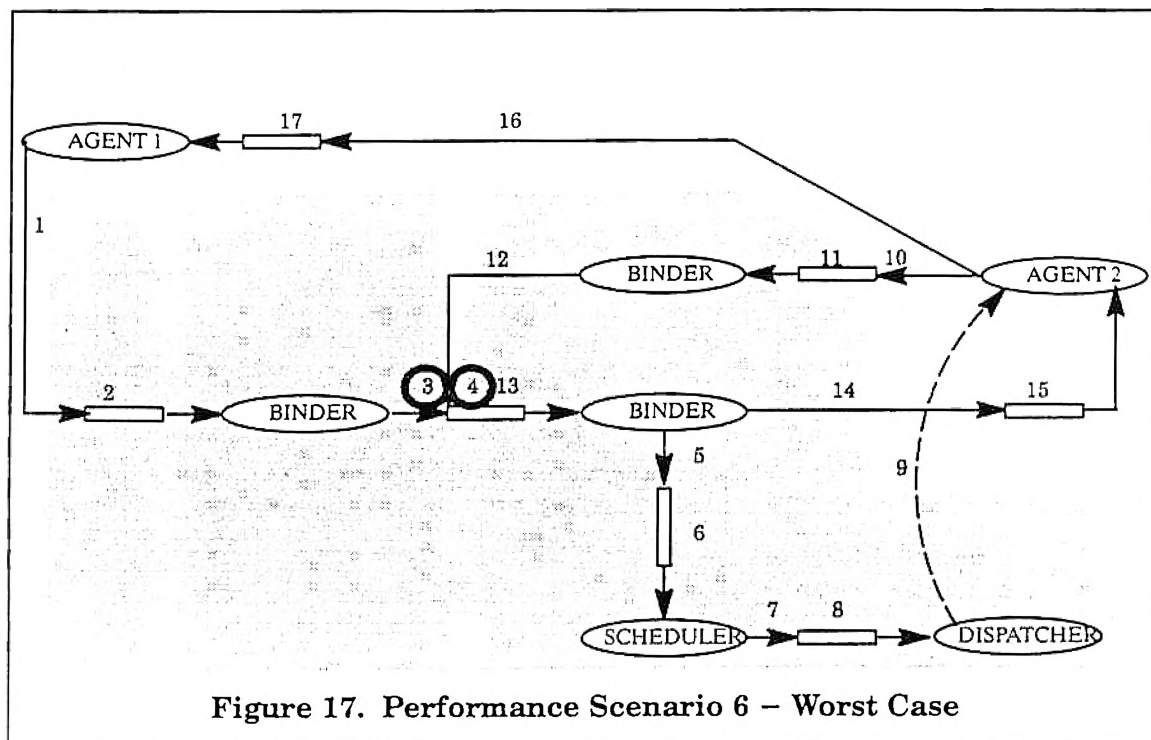 17 16
AGENT 1
1
12 11 10
BINDER AGENT 2
2 3 4 13
BINDER BINDER 14 15
5 9
6
7 8
SCHEDULER DISPATCHER
Figure 17. Performance Scenario 6 – Worst Case